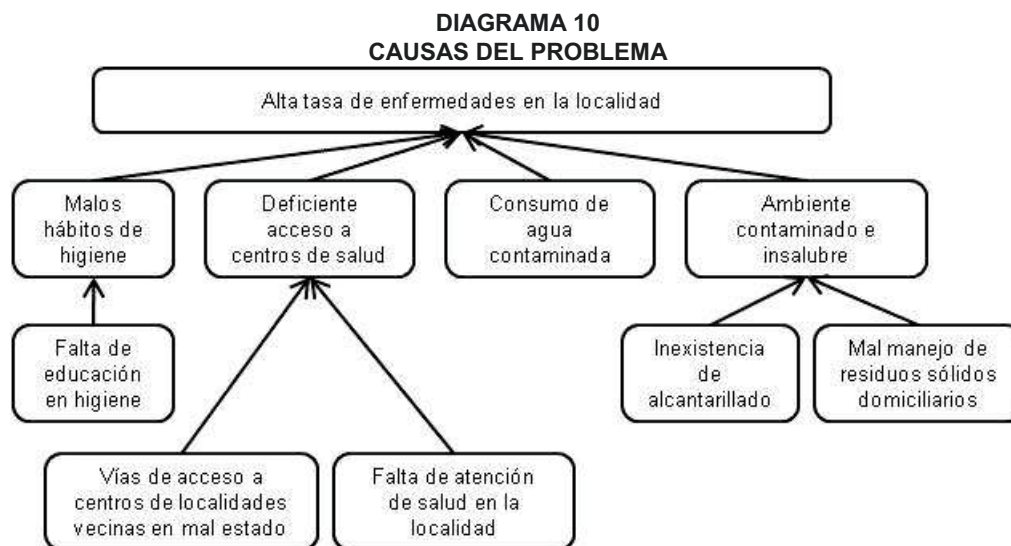 DIAGRAMA 10
CAUSAS DEL PROBLEMA
Alta tasa de enfermedades en la localidad
Malos
hábitos de
higiene
Deficiente
acceso a
centros de salud
Consumo de
agua
contaminada
Ambiente
contaminado e
insalubre
Falta de
educación
en higiene
Inexistencia
de
alcantarillado
Mal manejo de
residuos sólidos
domiciliarios
Vías de acceso a
centros de localidades
vecinas en mal estado
Falta de atención
de salud en la
localidad